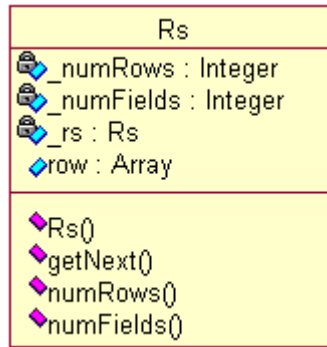 Rs
_numRows : Integer
_numFields : Integer
_rs : Rs
row : Array
Rs()
getNext()
numRows()
numFields()